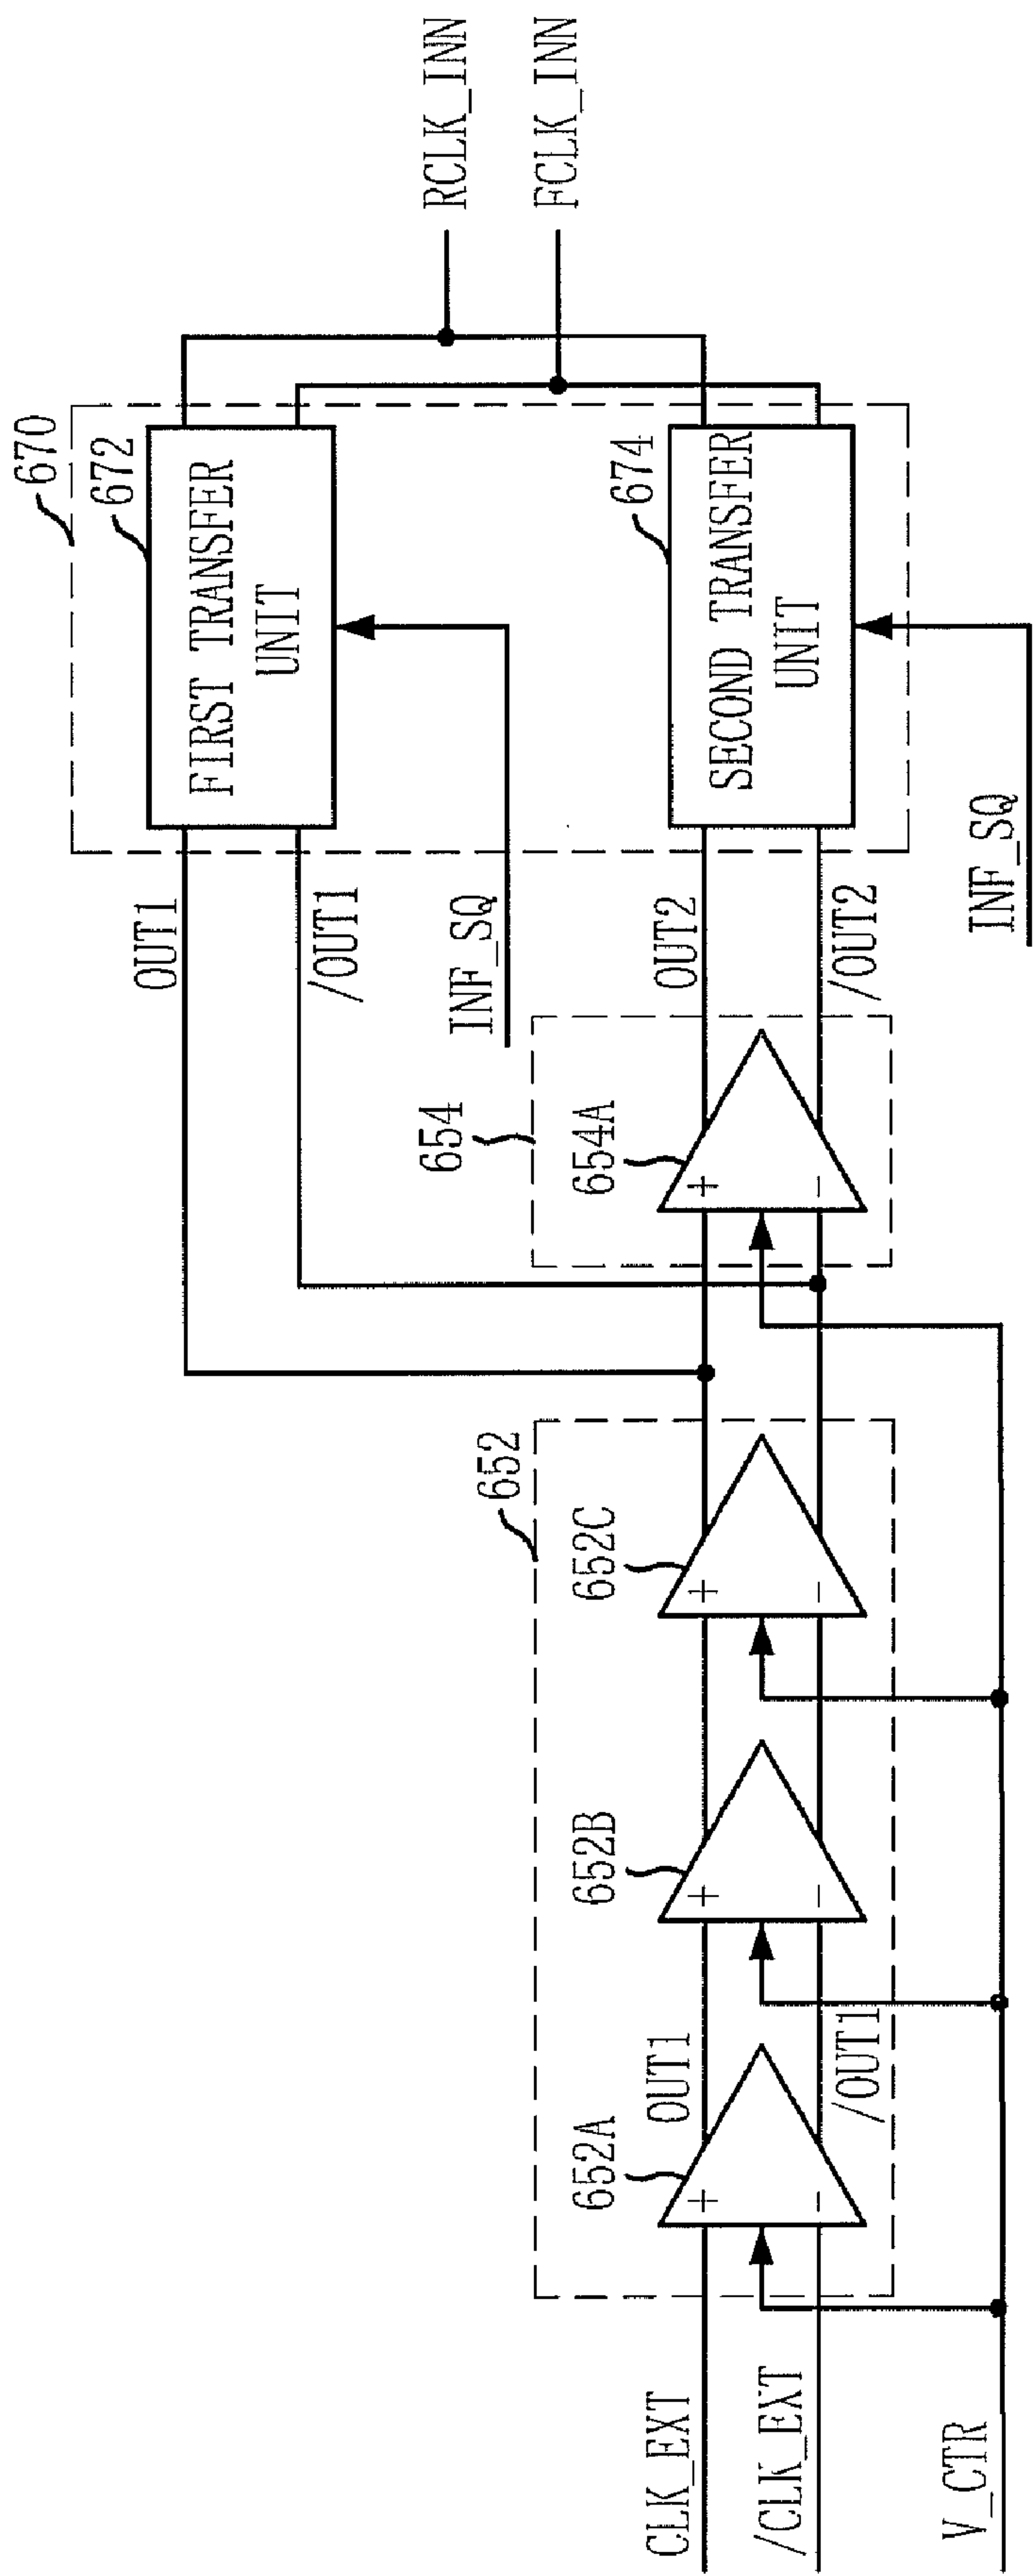 670
672
FIRST TRANSFER
UNIT
OUT1
/OUT1
INF_SQ
RCLK_INN
FCLK_INN
674
SECOND TRANSFER
UNIT
OUT2
/OUT2
INF_SQ
654
654A
+
−
652
652A
+
−
OUT1
/OUT1
652B
+
−
652C
+
−
CLK_EXT
/CLK_EXT
V_CTR